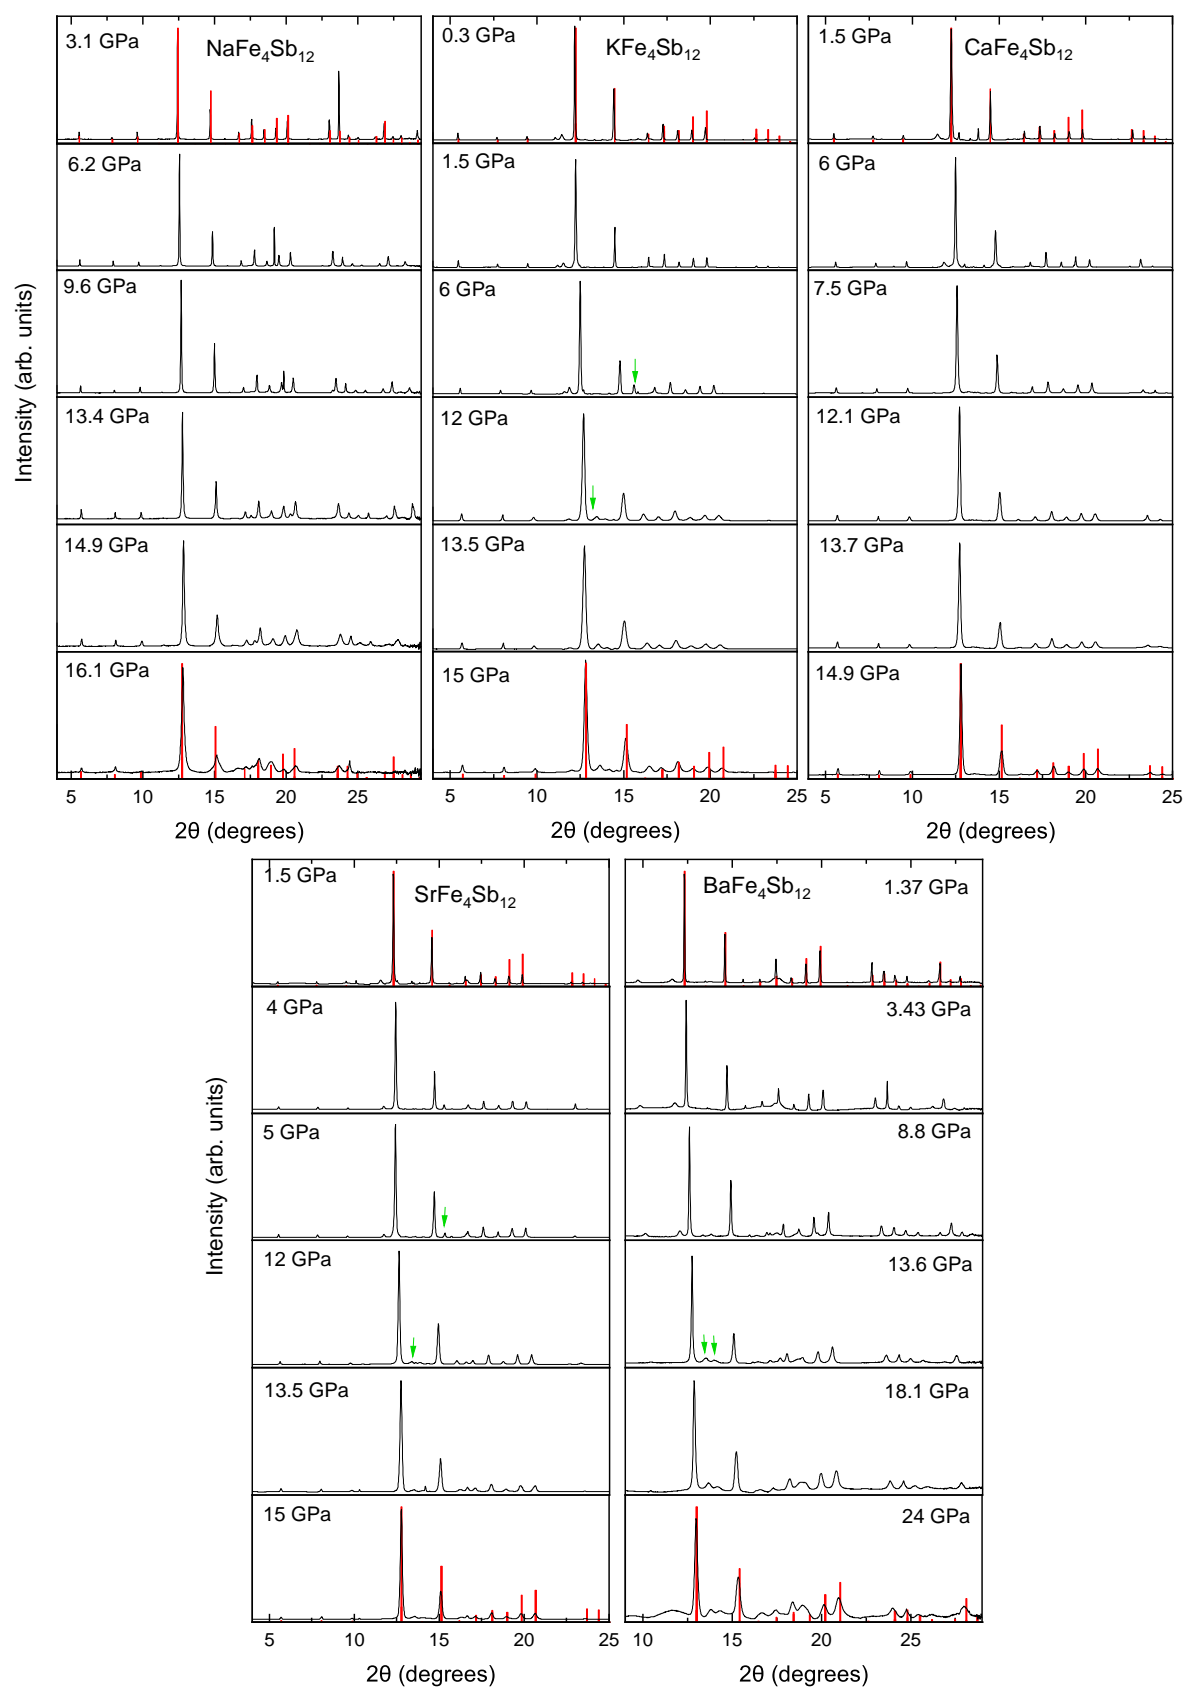 3.1 GPa
NaFe4Sb12
0.3 GPa
KFe4Sb12
1.5 GPa
CaFe4Sb12
6.2 GPa
1.5 GPa
6 GPa
9.6 GPa
6 GPa
7.5 GPa
13.4 GPa
12 GPa
12.1 GPa
14.9 GPa
13.5 GPa
13.7 GPa
16.1 GPa
15 GPa
14.9 GPa
Intensity (arb. units)
5 10 15 20 25
5 10 15 20 25
5 10 15 20 25
2θ (degrees)
2θ (degrees)
2θ (degrees)
1.5 GPa
SrFe4Sb12
BaFe4Sb12
1.37 GPa
4 GPa
3.43 GPa
5 GPa
8.8 GPa
12 GPa
13.6 GPa
13.5 GPa
18.1 GPa
15 GPa
24 GPa
Intensity (arb. units)
5 10 15 20 25
10 15 20 25
2θ (degrees)
2θ (degrees)